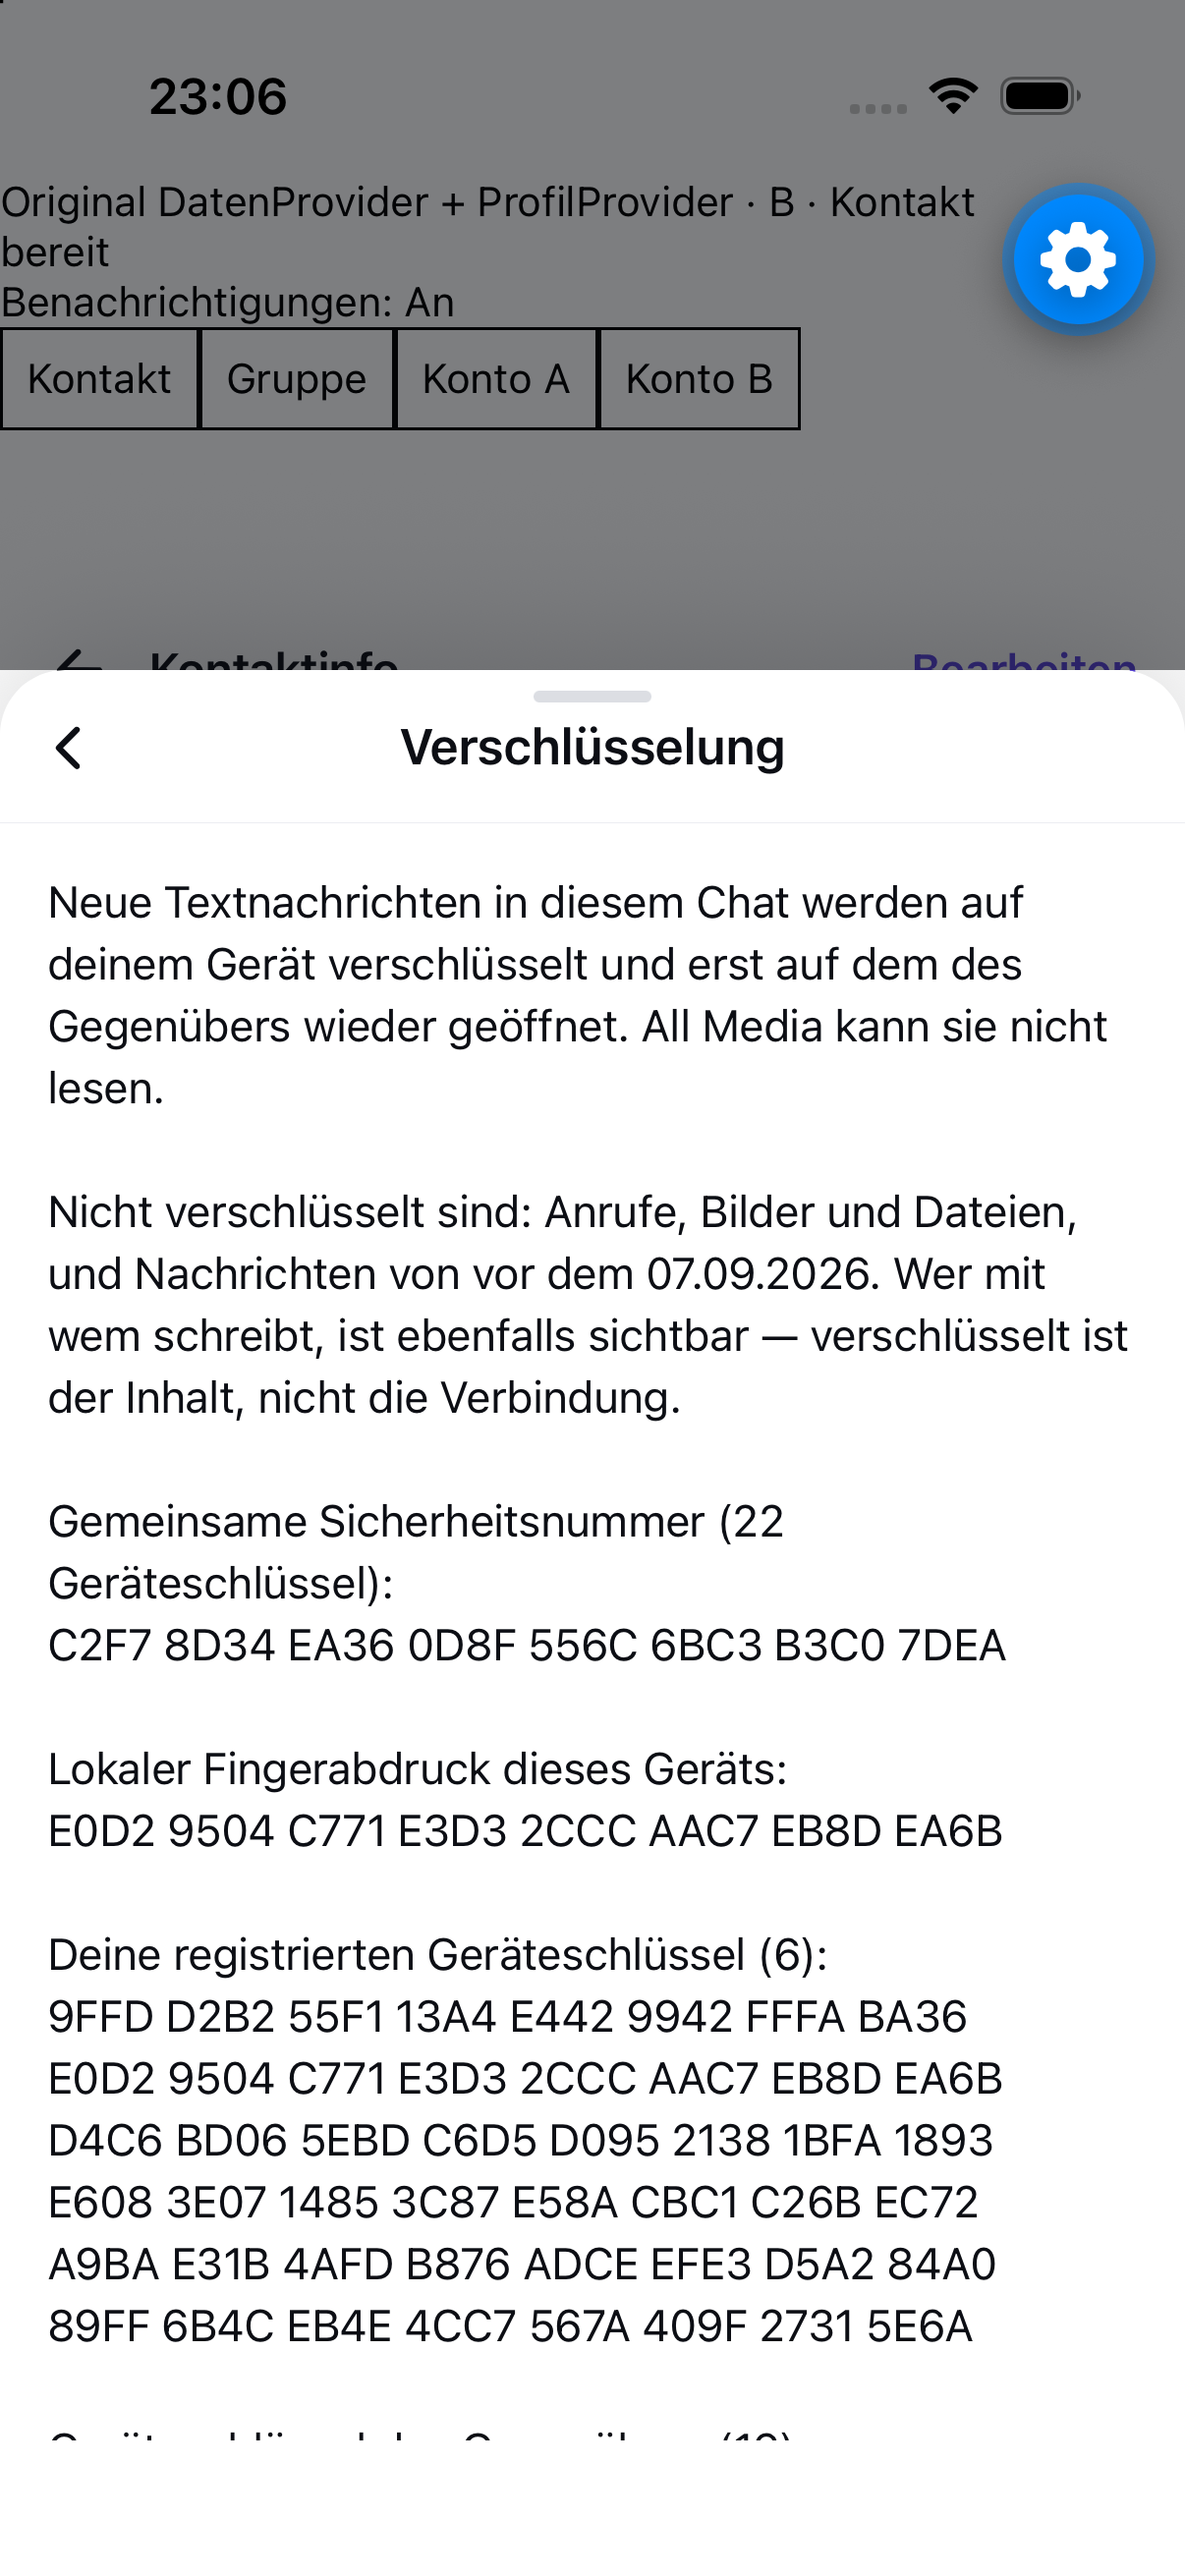 23:06
Original DatenProvider + ProfilProvider · B · Kontakt
bereit
Benachrichtigungen: An
Kontakt Gruppe Konto A Konto B
Kontaktinfo Bearbeiten
Verschlüsselung
Neue Textnachrichten in diesem Chat werden auf
deinem Gerät verschlüsselt und erst auf dem des
Gegenübers wieder geöffnet. All Media kann sie nicht
lesen.
Nicht verschlüsselt sind: Anrufe, Bilder und Dateien,
und Nachrichten von vor dem 07.09.2026. Wer mit
wem schreibt, ist ebenfalls sichtbar — verschlüsselt ist
der Inhalt, nicht die Verbindung.
Gemeinsame Sicherheitsnummer (22
Geräteschlüssel):
C2F7 8D34 EA36 0D8F 556C 6BC3 B3C0 7DEA
Lokaler Fingerabdruck dieses Geräts:
E0D2 9504 C771 E3D3 2CCC AAC7 EB8D EA6B
Deine registrierten Geräteschlüssel (6):
9FFD D2B2 55F1 13A4 E442 9942 FFFA BA36
E0D2 9504 C771 E3D3 2CCC AAC7 EB8D EA6B
D4C6 BD06 5EBD C6D5 D095 2138 1BFA 1893
E608 3E07 1485 3C87 E58A CBC1 C26B EC72
A9BA E31B 4AFD B876 ADCE EFE3 D5A2 84A0
89FF 6B4C EB4E 4CC7 567A 409F 2731 5E6A